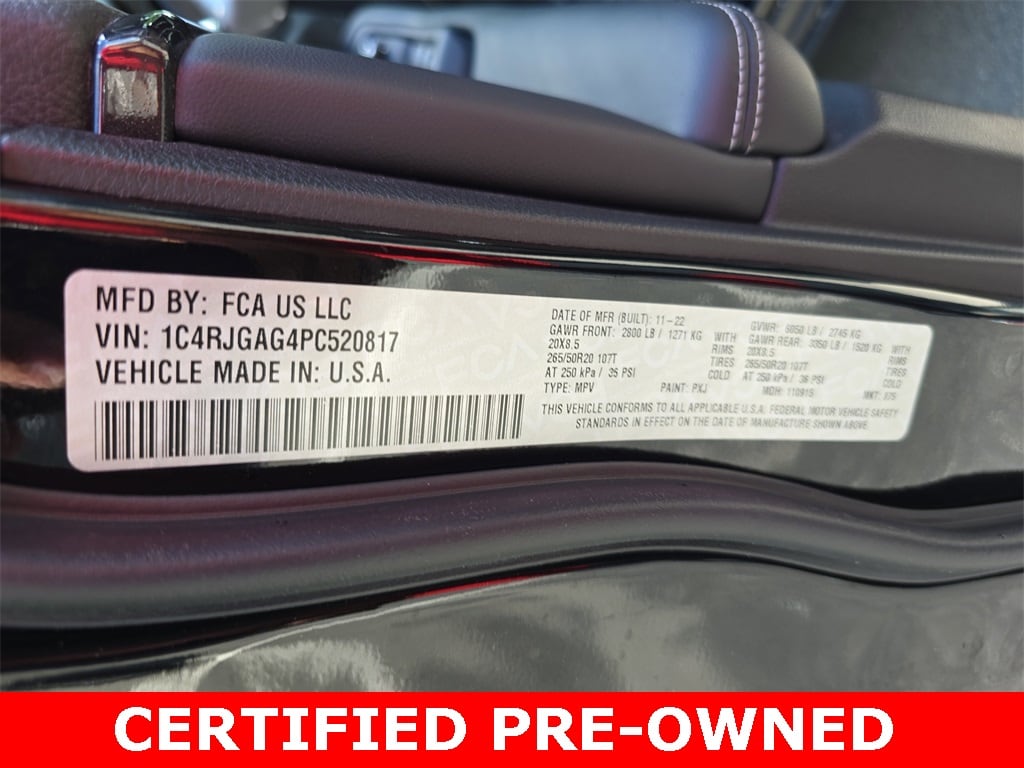 MFD BY: FCA US LLC
VIN: 1C4RJGAG4PC520817
VEHICLE MADE IN: U.S.A.
DATE OF MFR (BUILT): 11-22
GAWR FRONT: 2800 LB / 1271 KG WITH
20X8.5 RIMS
265/50R20 107T TIRES
AT 250 kPa / 36 PSI COLD
TYPE: MPV PAINT: PXJ
GVWR: 6050 LB / 2745 KG
GAWR REAR: 3350 LB / 1520 KG WITH
20X8.5 RIMS
265/50R20 107T TIRES
AT 250 kPa / 36 PSI COLD
MDH: 110915 MKT:
THIS VEHICLE CONFORMS TO ALL APPLICABLE U.S.A. FEDERAL MOTOR VEHICLE SAFETY
STANDARDS IN EFFECT ON THE DATE OF MANUFACTURE SHOWN ABOVE.
CERTIFIED PRE-OWNED